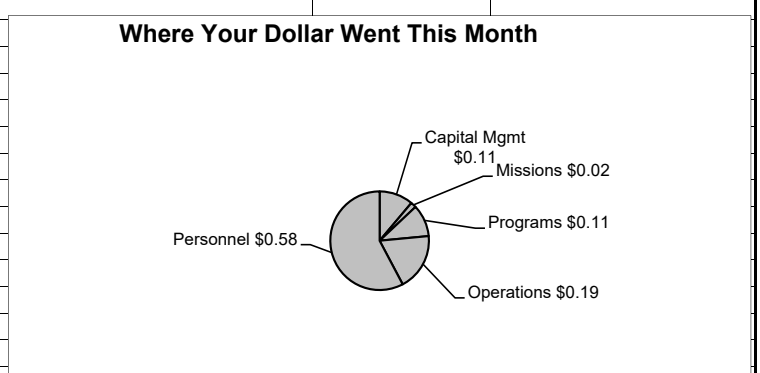 Where Your Dollar Went This Month
Capital Mgmt
$0.11
Missions $0.02
Programs $0.11
Personnel $0.58
Operations $0.19